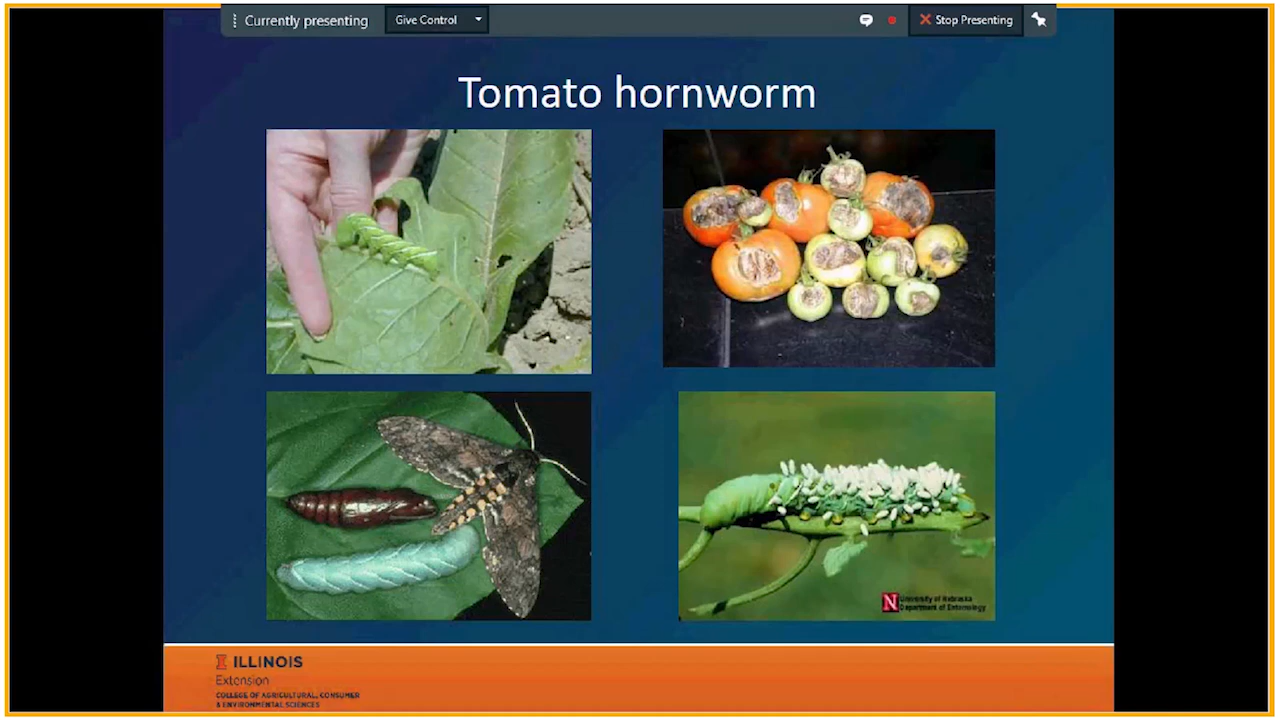 Currently presenting
Give Control
Stop Presenting
Tomato hornworm
N University of Nebraska
Department of Entomology
I ILLINOIS
Extension
COLLEGE OF AGRICULTURAL, CONSUMER
& ENVIRONMENTAL SCIENCES